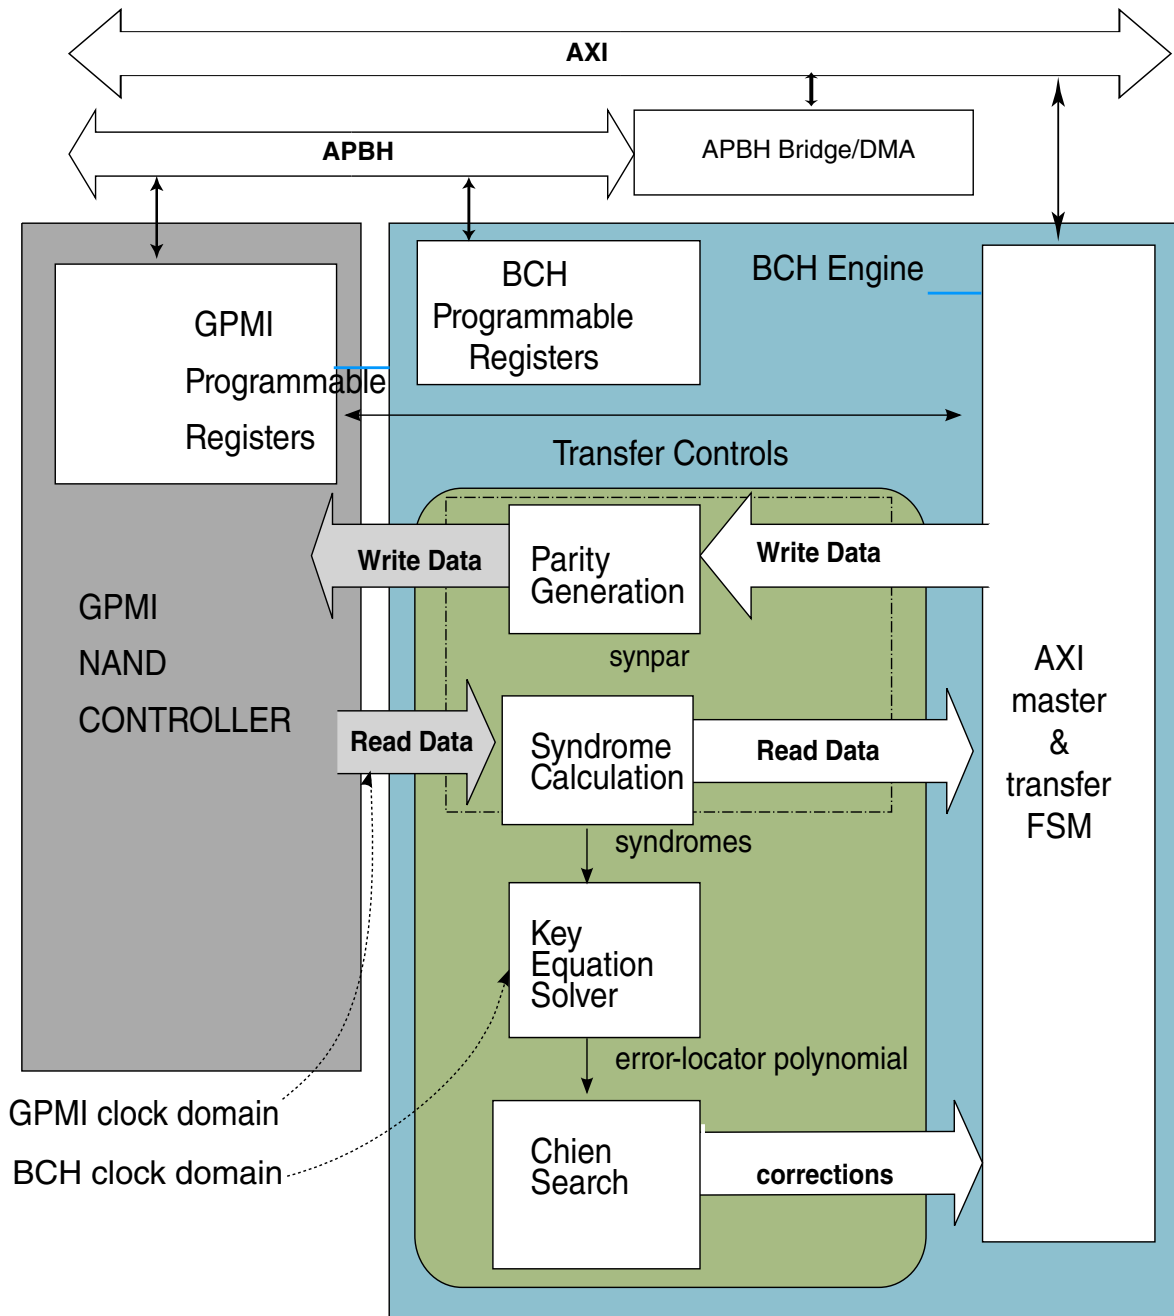 AXI
APBH
APBH Bridge/DMA
GPMI
Programmable
Registers
BCH
Programmable
Registers
BCH Engine
Transfer Controls
Write Data
Parity
Generation
Write Data
synpar
GPMI
NAND
CONTROLLER
Read Data
Syndrome
Calculation
Read Data
AXI
master
&
transfer
FSM
syndromes
Key
Equation
Solver
error-locator polynomial
GPMI clock domain
BCH clock domain
Chien
Search
corrections